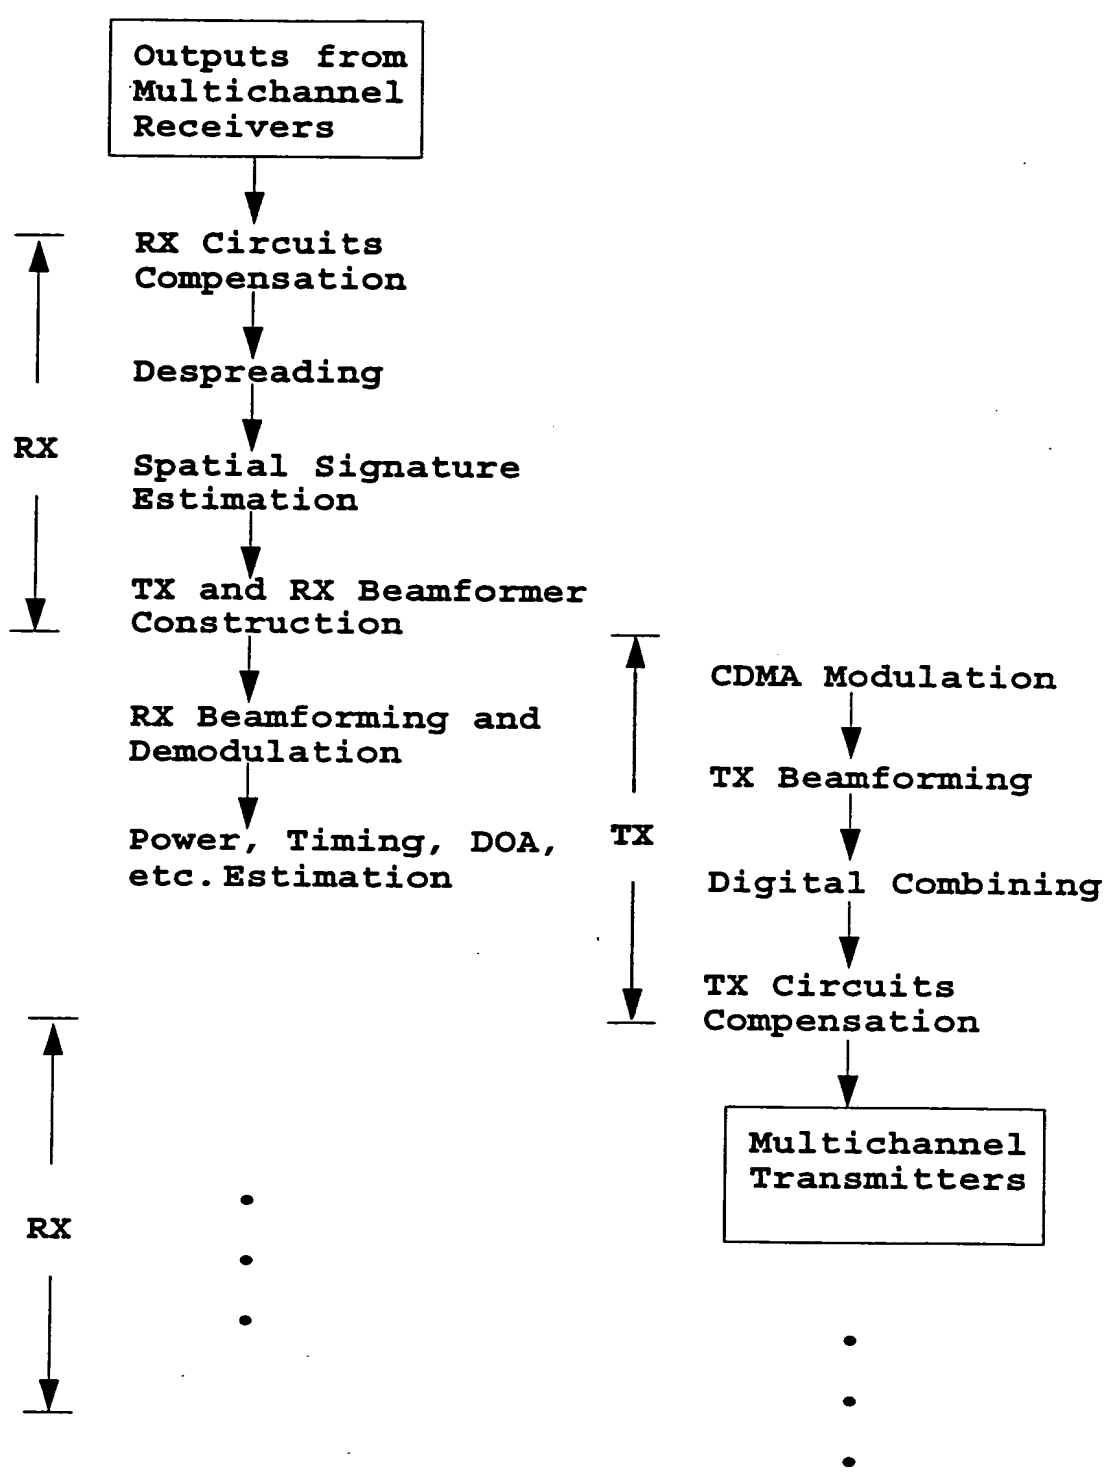 Outputs from
Multichannel
Receivers
RX Circuits
Compensation
Despreading
RX
Spatial Signature
Estimation
TX and RX Beamformer
Construction
RX Beamforming and
Demodulation
Power, Timing, DOA,
etc. Estimation
CDMA Modulation
TX Beamforming
TX
Digital Combining
TX Circuits
Compensation
Multichannel
Transmitters
RX